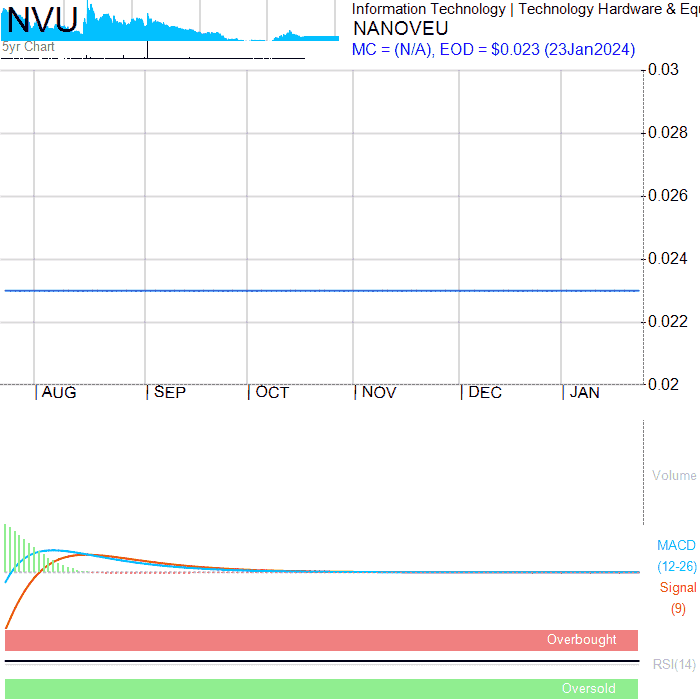 NVU
5yr Chart
Information Technology | Technology Hardware & Equ
NANOVEU
MC = (N/A), EOD = $0.023 (23Jan2024)
0.03
0.028
0.026
0.024
0.022
0.02
AUG SEP OCT NOV DEC JAN
Volume
MACD
(12-26)
Signal
(9)
Overbought
RSI(14)
Oversold